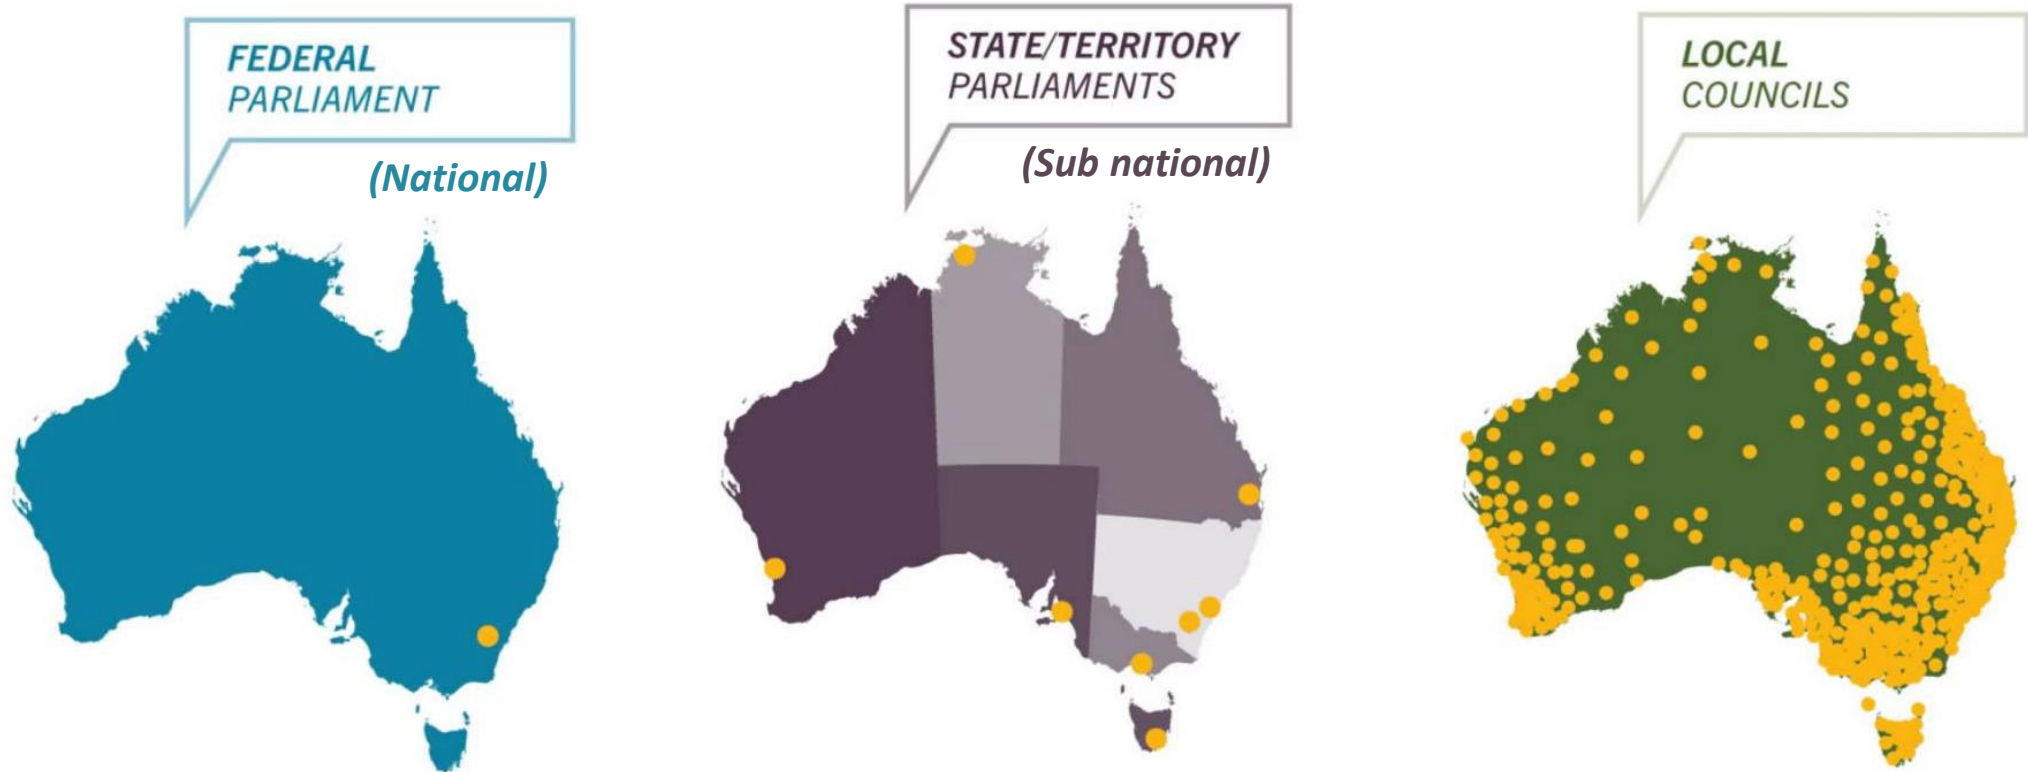 FEDERAL
PARLIAMENT
(National)
STATE/TERRITORY
PARLIAMENTS
(Sub national)
LOCAL
COUNCILS